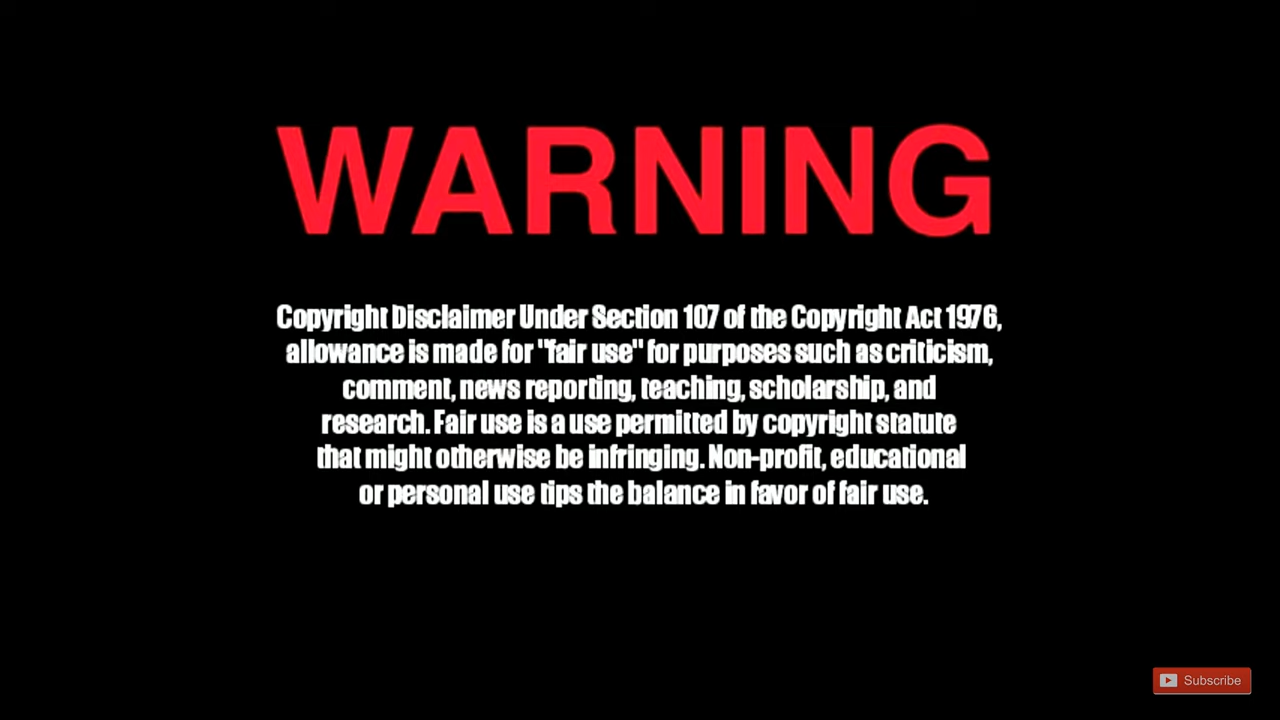 WARNING
Copyright Disclaimer Under Section 107 of the Copyright Act 1976,
allowance is made for "fair use" for purposes such as criticism,
comment, news reporting, teaching, scholarship, and
research. Fair use is a use permitted by copyright statute
that might otherwise be infringing. Non-profit, educational
or personal use tips the balance in favor of fair use.
Subscribe